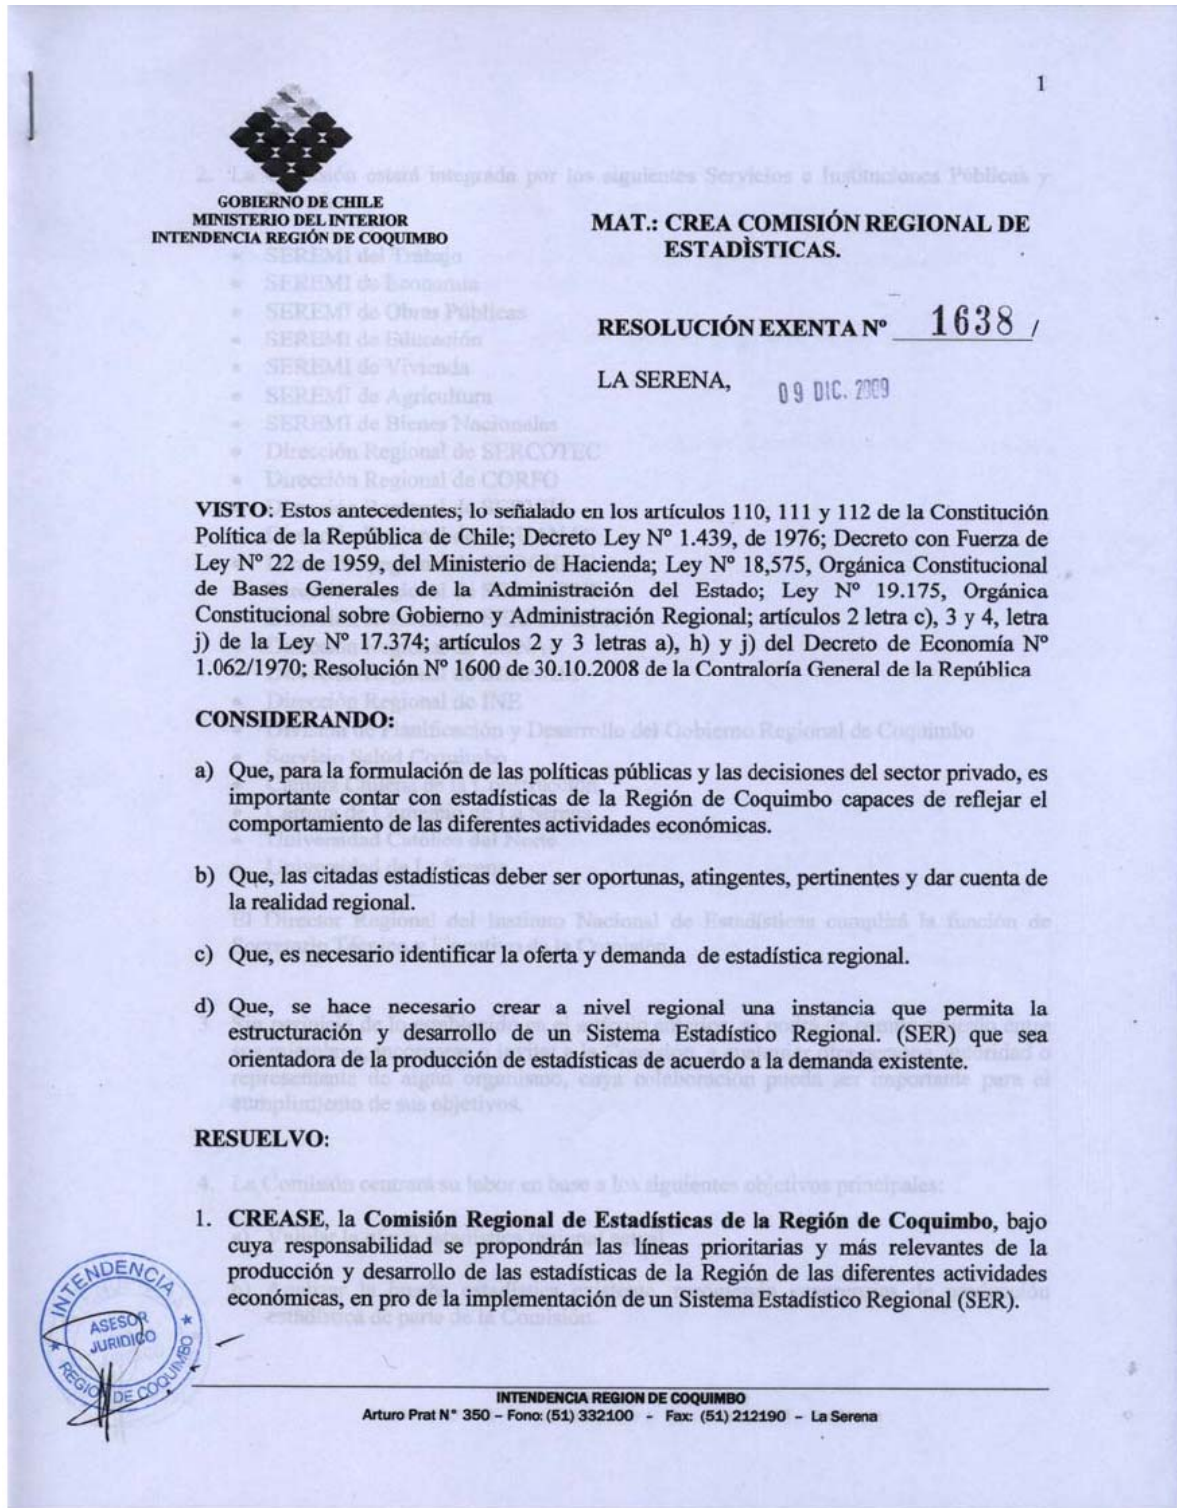 1
GOBIERNO DE CHILE
MINISTERIO DEL INTERIOR
INTENDENCIA REGIÓN DE COQUIMBO
MAT.: CREA COMISIÓN REGIONAL DE
ESTADÌSTICAS.
RESOLUCIÓN EXENTA Nº 1638 /
LA SERENA, 09 DIC. 2009
VISTO: Estos antecedentes; lo señalado en los artículos 110, 111 y 112 de la Constitución
Política de la República de Chile; Decreto Ley Nº 1.439, de 1976; Decreto con Fuerza de
Ley Nº 22 de 1959, del Ministerio de Hacienda; Ley Nº 18,575, Orgánica Constitucional
de Bases Generales de la Administración del Estado; Ley Nº 19.175, Orgánica
Constitucional sobre Gobierno y Administración Regional; artículos 2 letra c), 3 y 4, letra
j) de la Ley Nº 17.374; artículos 2 y 3 letras a), h) y j) del Decreto de Economía Nº
1.062/1970; Resolución Nº 1600 de 30.10.2008 de la Contraloría General de la República
CONSIDERANDO:
a) Que, para la formulación de las políticas públicas y las decisiones del sector privado, es
importante contar con estadísticas de la Región de Coquimbo capaces de reflejar el
comportamiento de las diferentes actividades económicas.
b) Que, las citadas estadísticas deber ser oportunas, atingentes, pertinentes y dar cuenta de
la realidad regional.
c) Que, es necesario identificar la oferta y demanda de estadística regional.
d) Que, se hace necesario crear a nivel regional una instancia que permita la
estructuración y desarrollo de un Sistema Estadístico Regional. (SER) que sea
orientadora de la producción de estadísticas de acuerdo a la demanda existente.
RESUELVO:
1. CREASE, la Comisión Regional de Estadísticas de la Región de Coquimbo, bajo
cuya responsabilidad se propondrán las líneas prioritarias y más relevantes de la
producción y desarrollo de las estadísticas de la Región de las diferentes actividades
económicas, en pro de la implementación de un Sistema Estadístico Regional (SER).
INTENDENCIA
ASESOR
JURIDICO
REGION DE COQUIMBO
INTENDENCIA REGION DE COQUIMBO
Arturo Prat N° 350 – Fono: (51) 332100 - Fax: (51) 212190 – La Serena